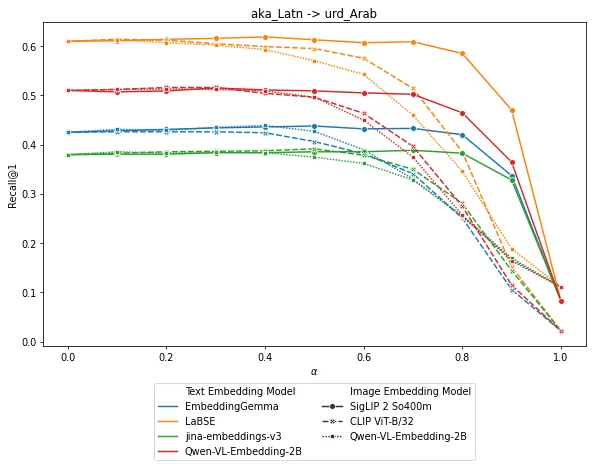 aka_Latn -> urd_Arab
Recall@1
0.6
0.5
0.4
0.3
0.2
0.1
0.0
0.0 0.2 0.4 0.6 0.8 1.0
α
Text Embedding Model Image Embedding Model
EmbeddingGemma SigLIP 2 So400m
LaBSE CLIP ViT-B/32
jina-embeddings-v3 Qwen-VL-Embedding-2B
Qwen-VL-Embedding-2B